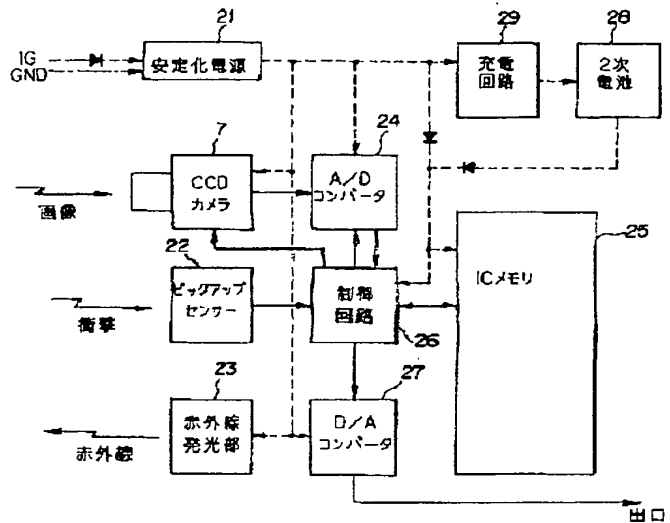 21
29
28
IG
GND
安定化電源
充電
回路
2次
電池
7
24
CCD
カメラ
A/D
コンバータ
画像
25
22
ICメモリ
ピックアップ
センサー
制御
回路
衝撃
26
23
27
赤外線
発光部
D/A
コンバータ
赤外線
出口